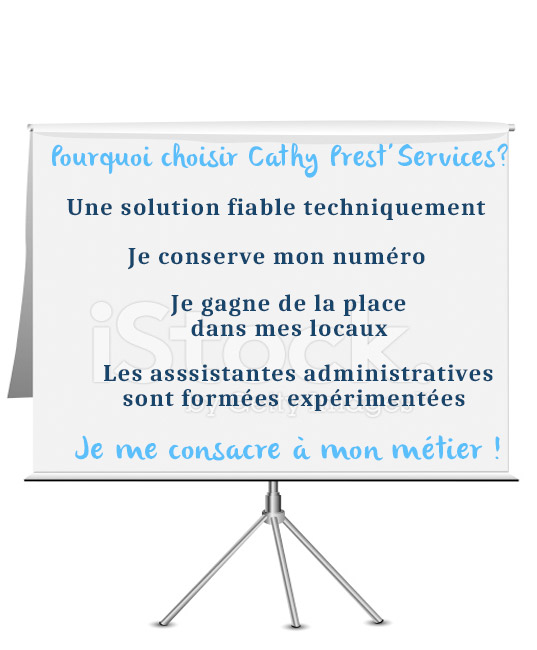 Pourquoi choisir Cathy Prest'Services?
Une solution fiable techniquement
Je conserve mon numéro
Je gagne de la place
dans mes locaux
iStock.
Les asssistantes administratives
sont formées expérimentées
by Getty Images
Je me consacre à mon métier !